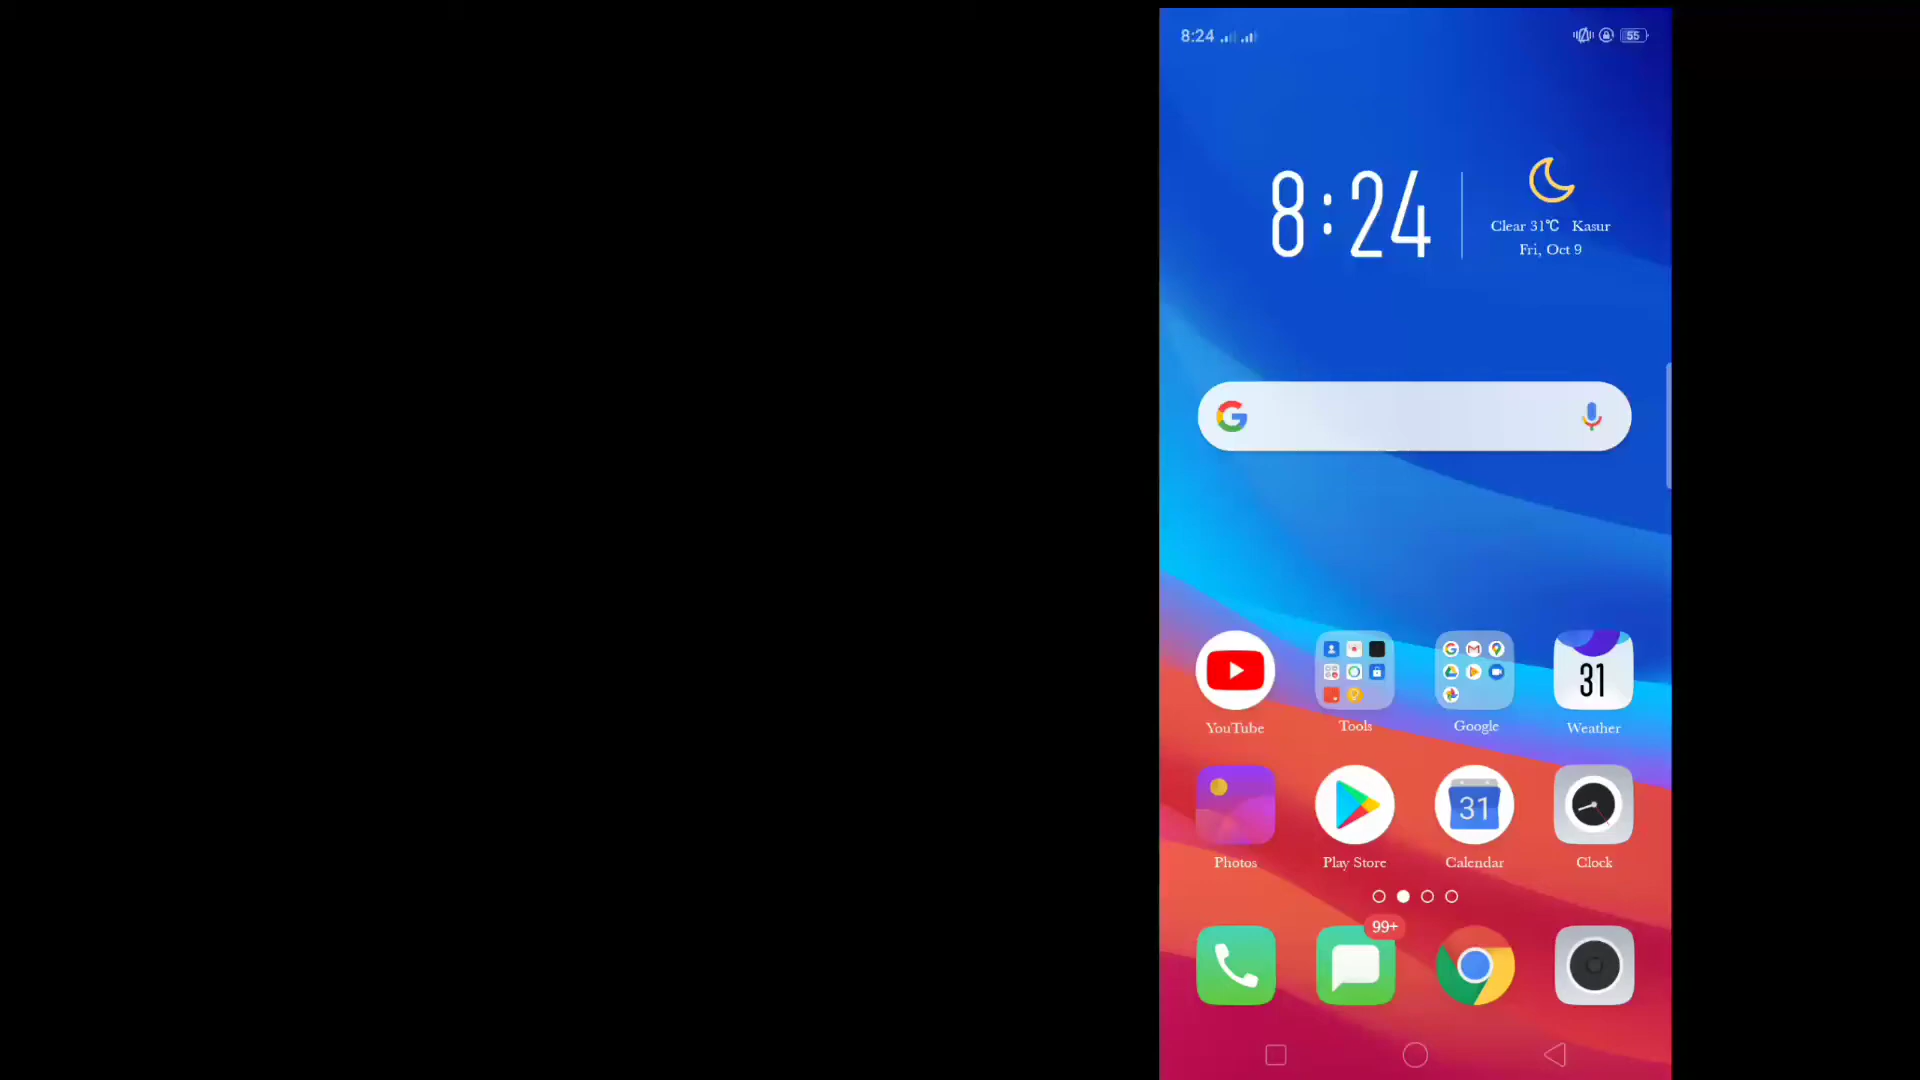 8:24
55
8:24
Clear 31℃ Kasur
Fri, Oct 9
31
YouTube
Tools
Google
Weather
31
Photos
Play Store
Calendar
Clock
99+